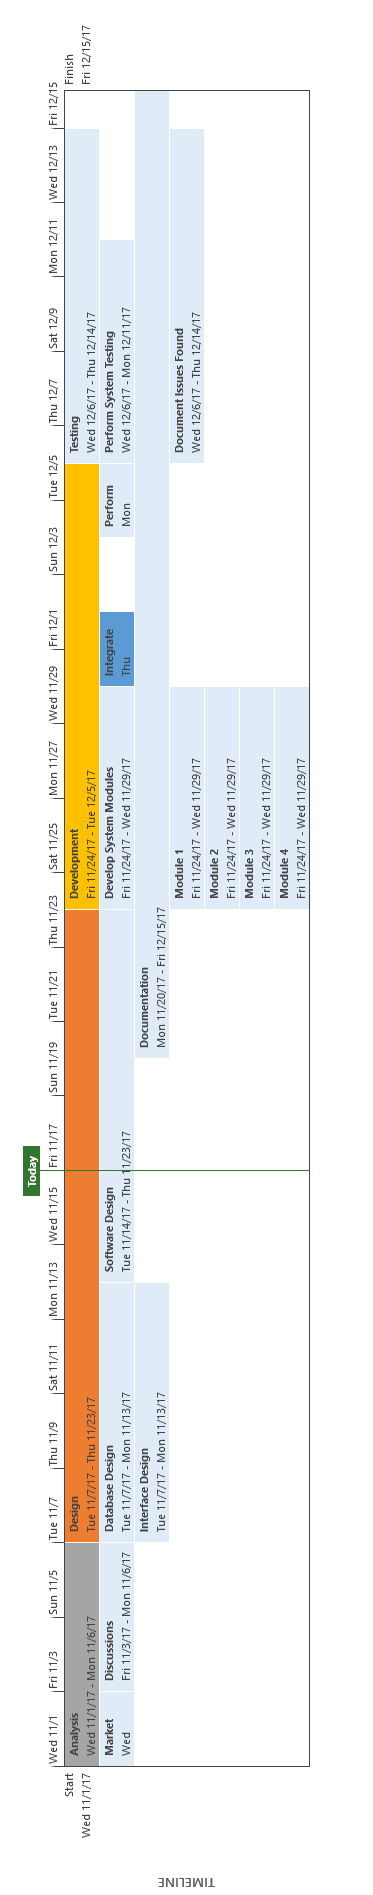 TIMELINE
Today
Wed 11/1
Fri 11/3
Sun 11/5
Tue 11/7
Thu 11/9
Sat 11/11
Mon 11/13
Wed 11/15
Fri 11/17
Sun 11/19
Tue 11/21
Thu 11/23
Sat 11/25
Mon 11/27
Wed 11/29
Fri 12/1
Sun 12/3
Tue 12/5
Thu 12/7
Sat 12/9
Mon 12/11
Wed 12/13
Fri 12/15
Start
Wed 11/1/17
Finish
Fri 12/15/17
Analysis
Wed 11/1/17 - Mon 11/6/17
Design
Tue 11/7/17 - Thu 11/23/17
Development
Fri 11/24/17 - Tue 12/5/17
Testing
Wed 12/6/17 - Thu 12/14/17
Market
Wed
Discussions
Fri 11/3/17 - Mon 11/6/17
Database Design
Tue 11/7/17 - Mon 11/13/17
Software Design
Tue 11/14/17 - Thu 11/23/17
Develop System Modules
Fri 11/24/17 - Wed 11/29/17
Integrate
Thu
Perform
Mon
Perform System Testing
Wed 12/6/17 - Mon 12/11/17
Interface Design
Tue 11/7/17 - Mon 11/13/17
Documentation
Mon 11/20/17 - Fri 12/15/17
Module 1
Fri 11/24/17 - Wed 11/29/17
Document Issues Found
Wed 12/6/17 - Thu 12/14/17
Module 2
Fri 11/24/17 - Wed 11/29/17
Module 3
Fri 11/24/17 - Wed 11/29/17
Module 4
Fri 11/24/17 - Wed 11/29/17